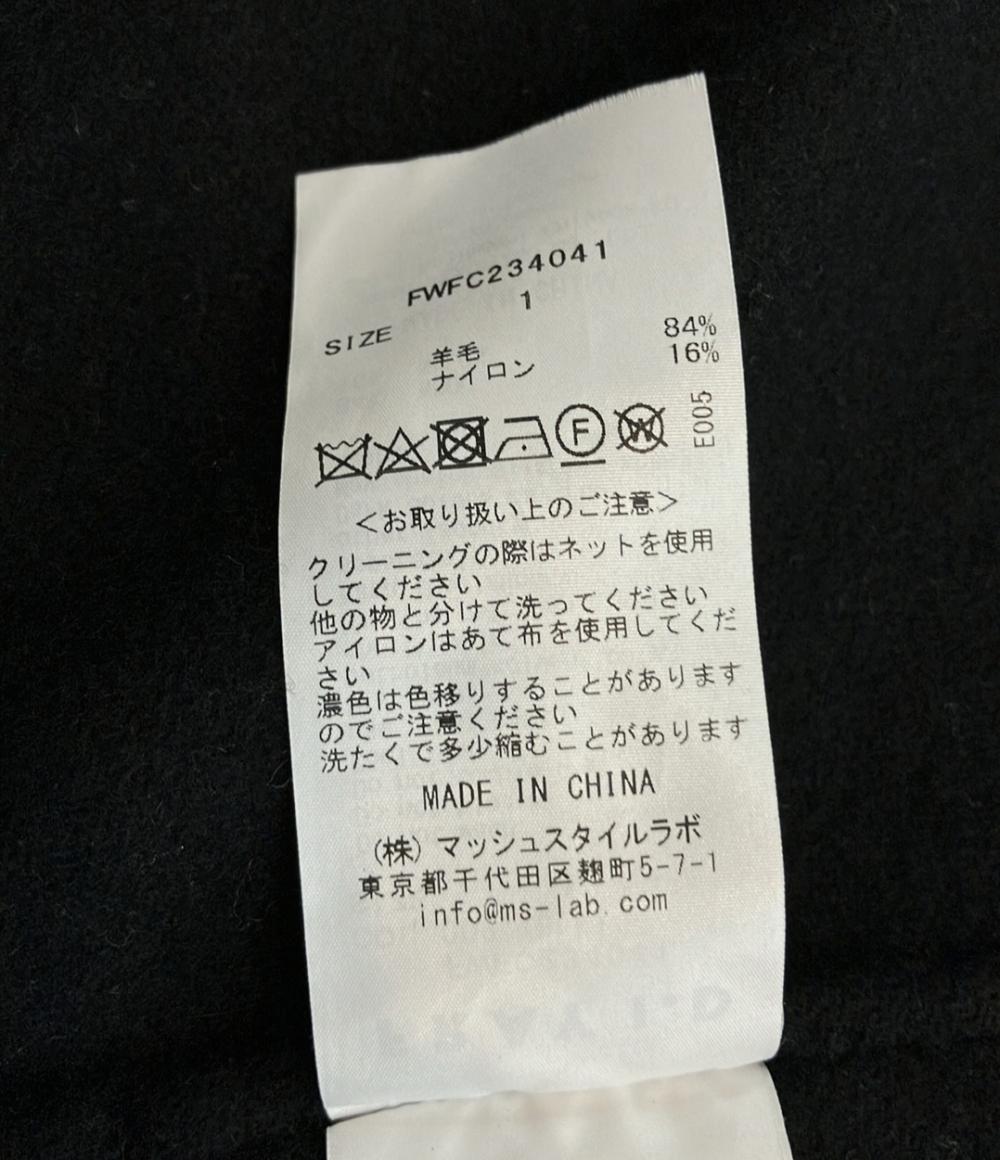 FWFC234041
SIZE 1
羊毛 84%
ナイロン 16%
F W E005
＜お取り扱い上のご注意＞
クリーニングの際はネットを使用
してください
他の物と分けて洗ってください
アイロンはあて布を使用してくだ
さい
濃色は色移りすることがあります
のでご注意ください
洗たくで多少縮むことがあります
MADE IN CHINA
(株) マッシュスタイルラボ
東京都千代田区麹町5-7-1
info@ms-lab.com